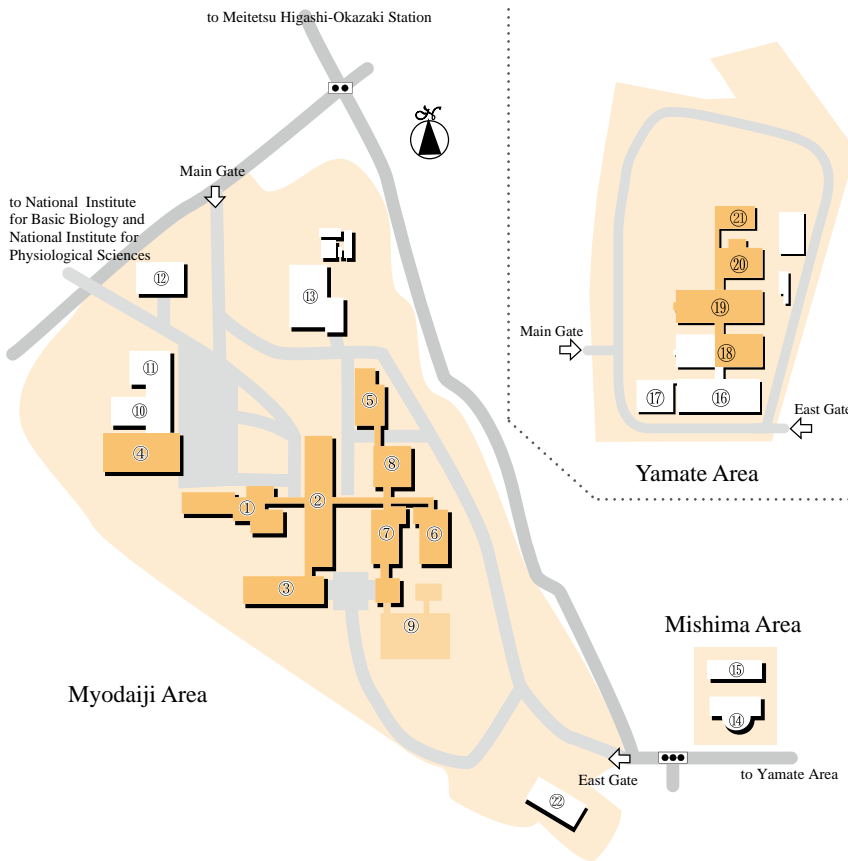 to Meitetsu Higashi-Okazaki Station
Main Gate
to National Institute
for Basic Biology and
National Institute for
Physiological Sciences
⑫
⑬
⑪
⑩
④
⑤
⑧
①
②
⑦
⑥
③
⑨
Myodaiji Area
㉑
⑳
⑲
Main Gate
⑱
⑰
⑯
East Gate
Yamate Area
Mishima Area
⑮
⑭
East Gate
to Yamate Area
㉒